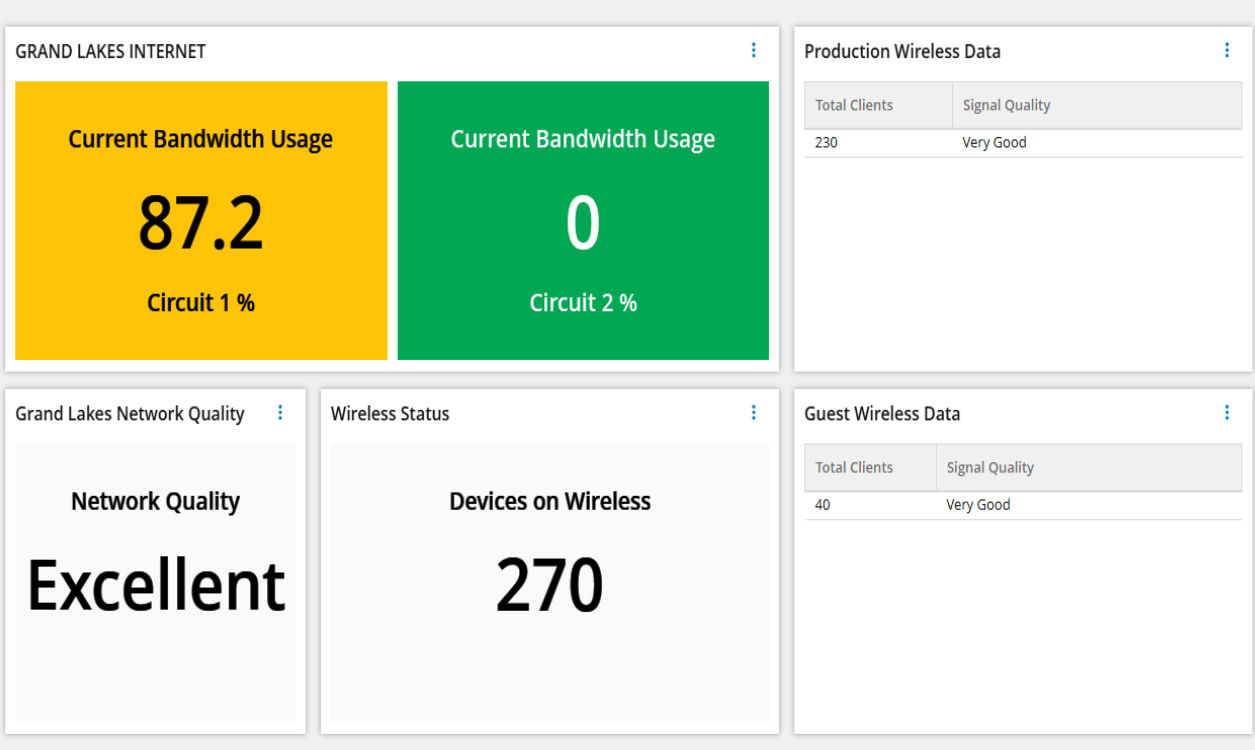 GRAND LAKES INTERNET
Current Bandwidth Usage
87.2
Circuit 1 %
Current Bandwidth Usage
0
Circuit 2 %
Production Wireless Data
Total Clients Signal Quality
230 Very Good
Grand Lakes Network Quality
Network Quality
Excellent
Wireless Status
Devices on Wireless
270
Guest Wireless Data
Total Clients Signal Quality
40 Very Good